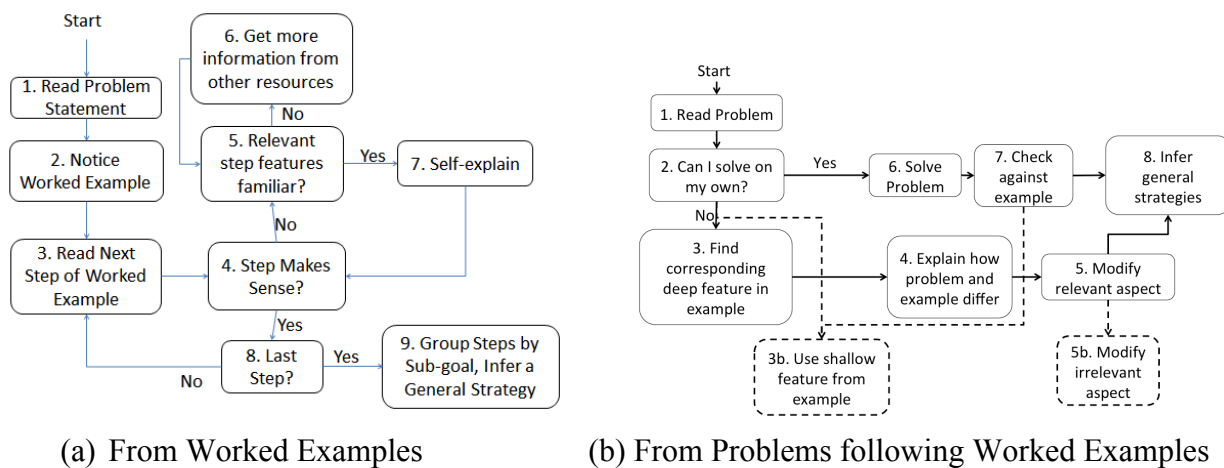 Start
1. Read Problem
Statement
2. Notice
Worked Example
3. Read Next
Step of Worked
Example
6. Get more
information from
other resources
No
5. Relevant
step features
familiar?
Yes
7. Self-explain
No
4. Step Makes
Sense?
Yes
8. Last
Step?
No
Yes
9. Group Steps by
Sub-goal, Infer a
General Strategy
(a) From Worked Examples
Start
1. Read Problem
2. Can I solve on
my own?
Yes
6. Solve
Problem
7. Check
against
example
8. Infer
general
strategies
No
3. Find
corresponding
deep feature in
example
4. Explain how
problem and
example differ
5. Modify
relevant aspect
3b. Use shallow
feature from
example
5b. Modify
irrelevant
aspect
(b) From Problems following Worked Examples